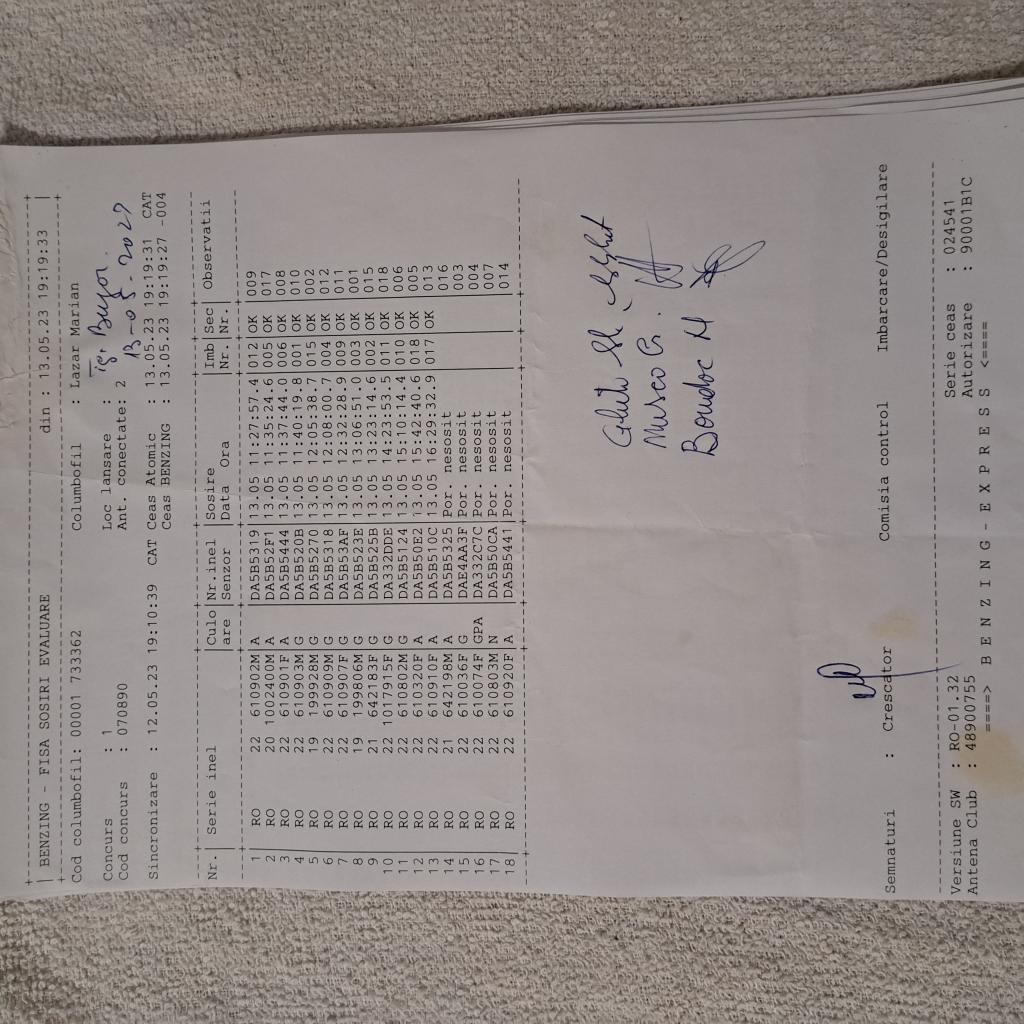 BENZING - FISA SOSIRI EVALUARE din : 13.05.23 19:19:33
Cod columbofil: 00001 733362 Columbofil : Lazar Marian
Concurs : 1 Loc lansare : Tg. Bujor
Cod concurs : 070890 Ant. conectate: 2 13-05-2023
Sincronizare : 12.05.23 19:10:39 CAT Ceas Atomic : 13.05.23 19:19:31 CAT
Ceas BENZING : 13.05.23 19:19:27 -004
Nr. | Serie inel | Culo | Nr.inel | Sosire | Imb | Sec | Observatii
are | Senzor | Data Ora | Nr. | Nr.
1 RO 22 610902M A DA5B5319 13.05 11:27:57.4 012 OK 009
2 RO 20 1002400M A DA5B52F1 13.05 11:35:24.6 005 OK 017
3 RO 22 610901F A DA5B5444 13.05 11:37:44.0 006 OK 008
4 RO 22 610903M G DA5B520B 13.05 11:40:19.8 001 OK 010
5 RO 19 199928M G DA5B5270 13.05 12:05:38.7 015 OK 002
6 RO 22 610909M G DA5B5318 13.05 12:08:00.7 004 OK 012
7 RO 22 610907F G DA5B53AF 13.05 12:32:28.9 009 OK 011
8 RO 19 199806M G DA5B523E 13.05 13:06:51.0 003 OK 001
9 RO 21 642183F G DA5B525B 13.05 13:23:14.6 002 OK 015
10 RO 22 1017915F G DA332DDE 13.05 14:23:53.5 011 OK 018
11 RO 22 610802M G DA5B5124 13.05 15:10:14.4 010 OK 006
12 RO 22 610320F A DA5B50E2 13.05 15:42:40.6 018 OK 005
13 RO 22 610910F A DA5B510C 13.05 16:29:32.9 017 OK 013
14 RO 21 642198M A DA5B5325 Por. nesosit 016
15 RO 22 610036F G DAE4AA3F Por. nesosit 003
16 RO 22 610074F GPA DA332C7C Por. nesosit 004
17 RO 22 610803M N DA5B50CA Por. nesosit 007
18 RO 22 610920F A DA5B5441 Por. nesosit 014
Musca G.
Boudoc M
Semnaturi : Crescator Comisia control Imbarcare/Desigilare
Versiune SW : RO-01.32 Serie ceas : 024541
Antena Club : 48900755 Autorizare : 90001B1C
====> B E N Z I N G - E X P R E S S <====